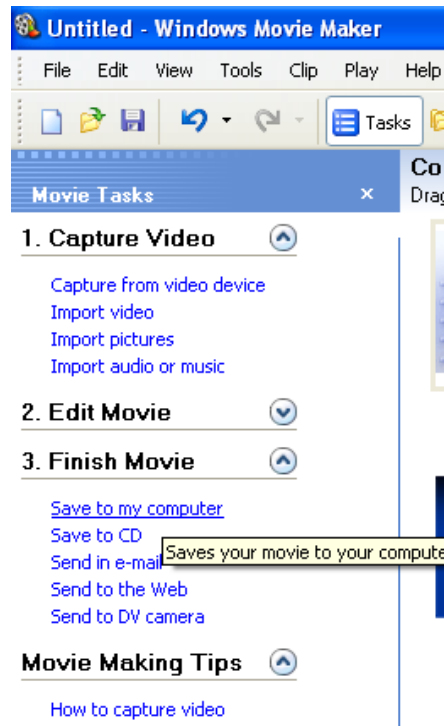 Untitled - Windows Movie Maker
File Edit View Tools Clip Play Help
Tasks
Co
Movie Tasks
Drag
1. Capture Video
Capture from video device
Import video
Import pictures
Import audio or music
2. Edit Movie
3. Finish Movie
Save to my computer
Save to CD
Saves your movie to your compute
Send in e-mail
Send to the Web
Send to DV camera
Movie Making Tips
How to capture video